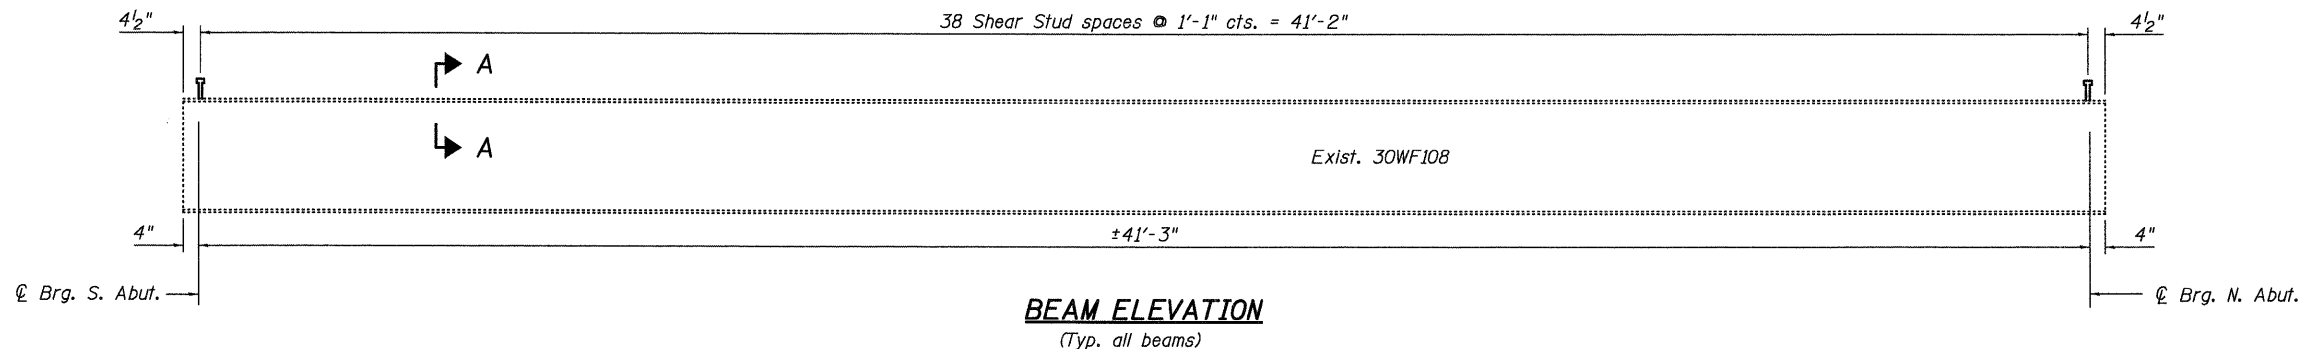 4½" 38 Shear Stud spaces @ 1'-1" cts. = 41'-2" 4½"
A
A
Exist. 30WF108
4" ±41'-3" 4"
℄ Brg. S. Abut. ℄ Brg. N. Abut.
BEAM ELEVATION
(Typ. all beams)